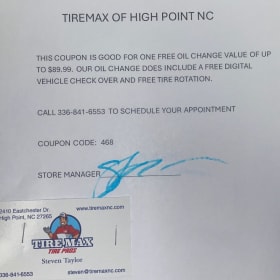 TIREMAX OF HIGH POINT NC
THIS COUPON IS GOOD FOR ONE FREE OIL CHANGE VALUE OF UP
TO $89.99. OUR OIL CHANGE DOES INCLUDE A FREE DIGITAL
VEHICLE CHECK OVER AND FREE TIRE ROTATION.
CALL 336-841-6553 TO SCHEDULE YOUR APPOINTMENT
COUPON CODE: 468
STORE MANAGER
2410 Eastchester Dr.
High Point, NC 27265
www.tiremaxnc.com
TIRE MAX
TIRE PROS
Steven Taylor
336-841-6553
steven@tiremaxnc.com